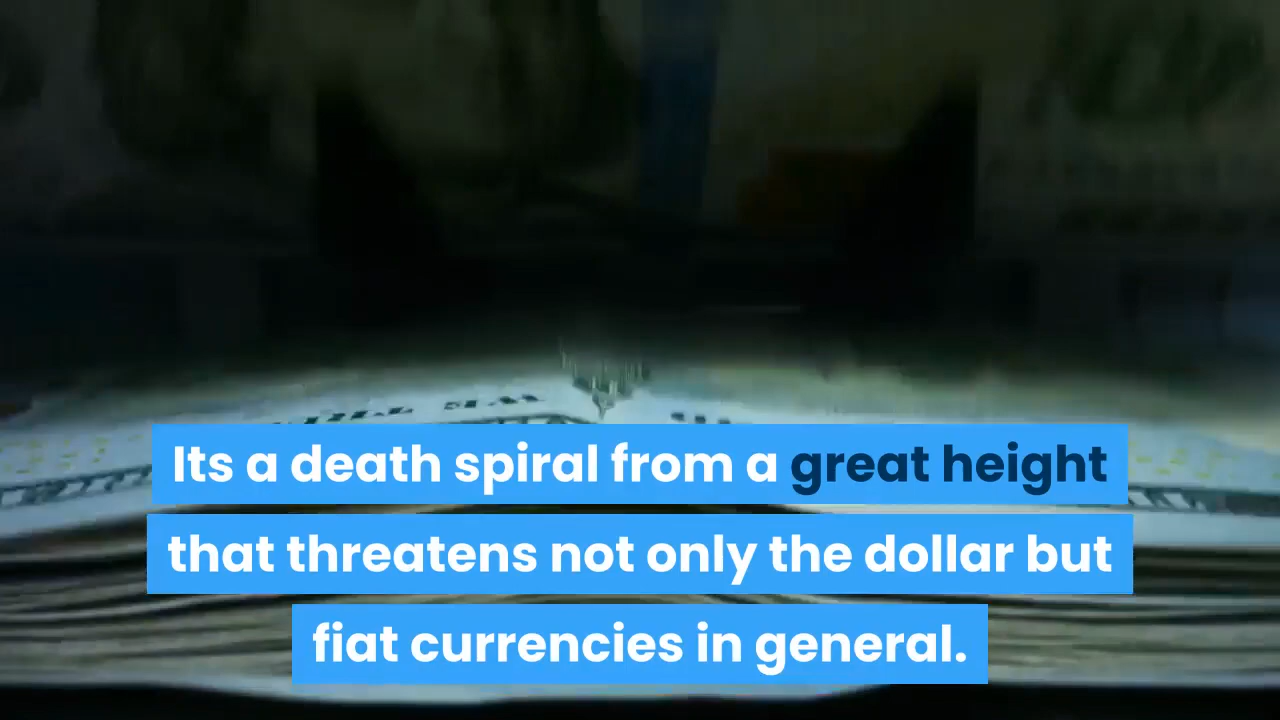 Its a death spiral from a great height
that threatens not only the dollar but
fiat currencies in general.